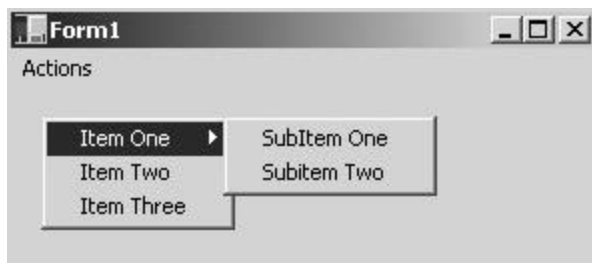 Form1
Actions
Item One
SubItem One
Item Two
Subitem Two
Item Three